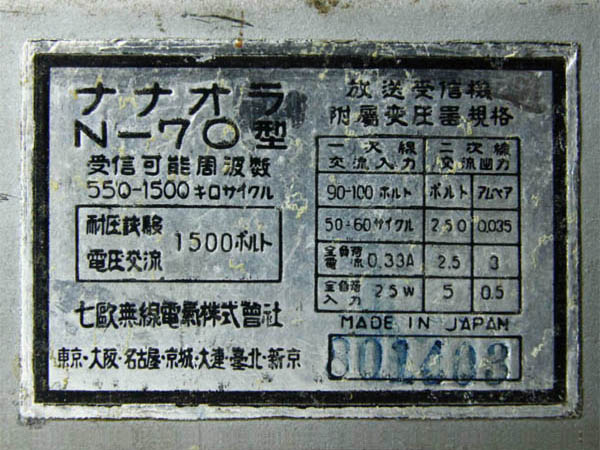 ナナオラ
N-70型
受信可能周波数
550-1500キロサイクル
耐圧試験
電圧交流 1500ボルト
七歐無線電氣株式會社
東京・大阪・名古屋・京城・大連・臺北・新京
放送受信機
附屬変圧器規格
一次線 二次線
交流入力 交流出力
90-100ボルト ボルト アムペア
50-60サイクル 250 0.035
全負荷電流 0.33A 2.5 3
全負荷入力 25W 5 0.5
MADE IN JAPAN
801403